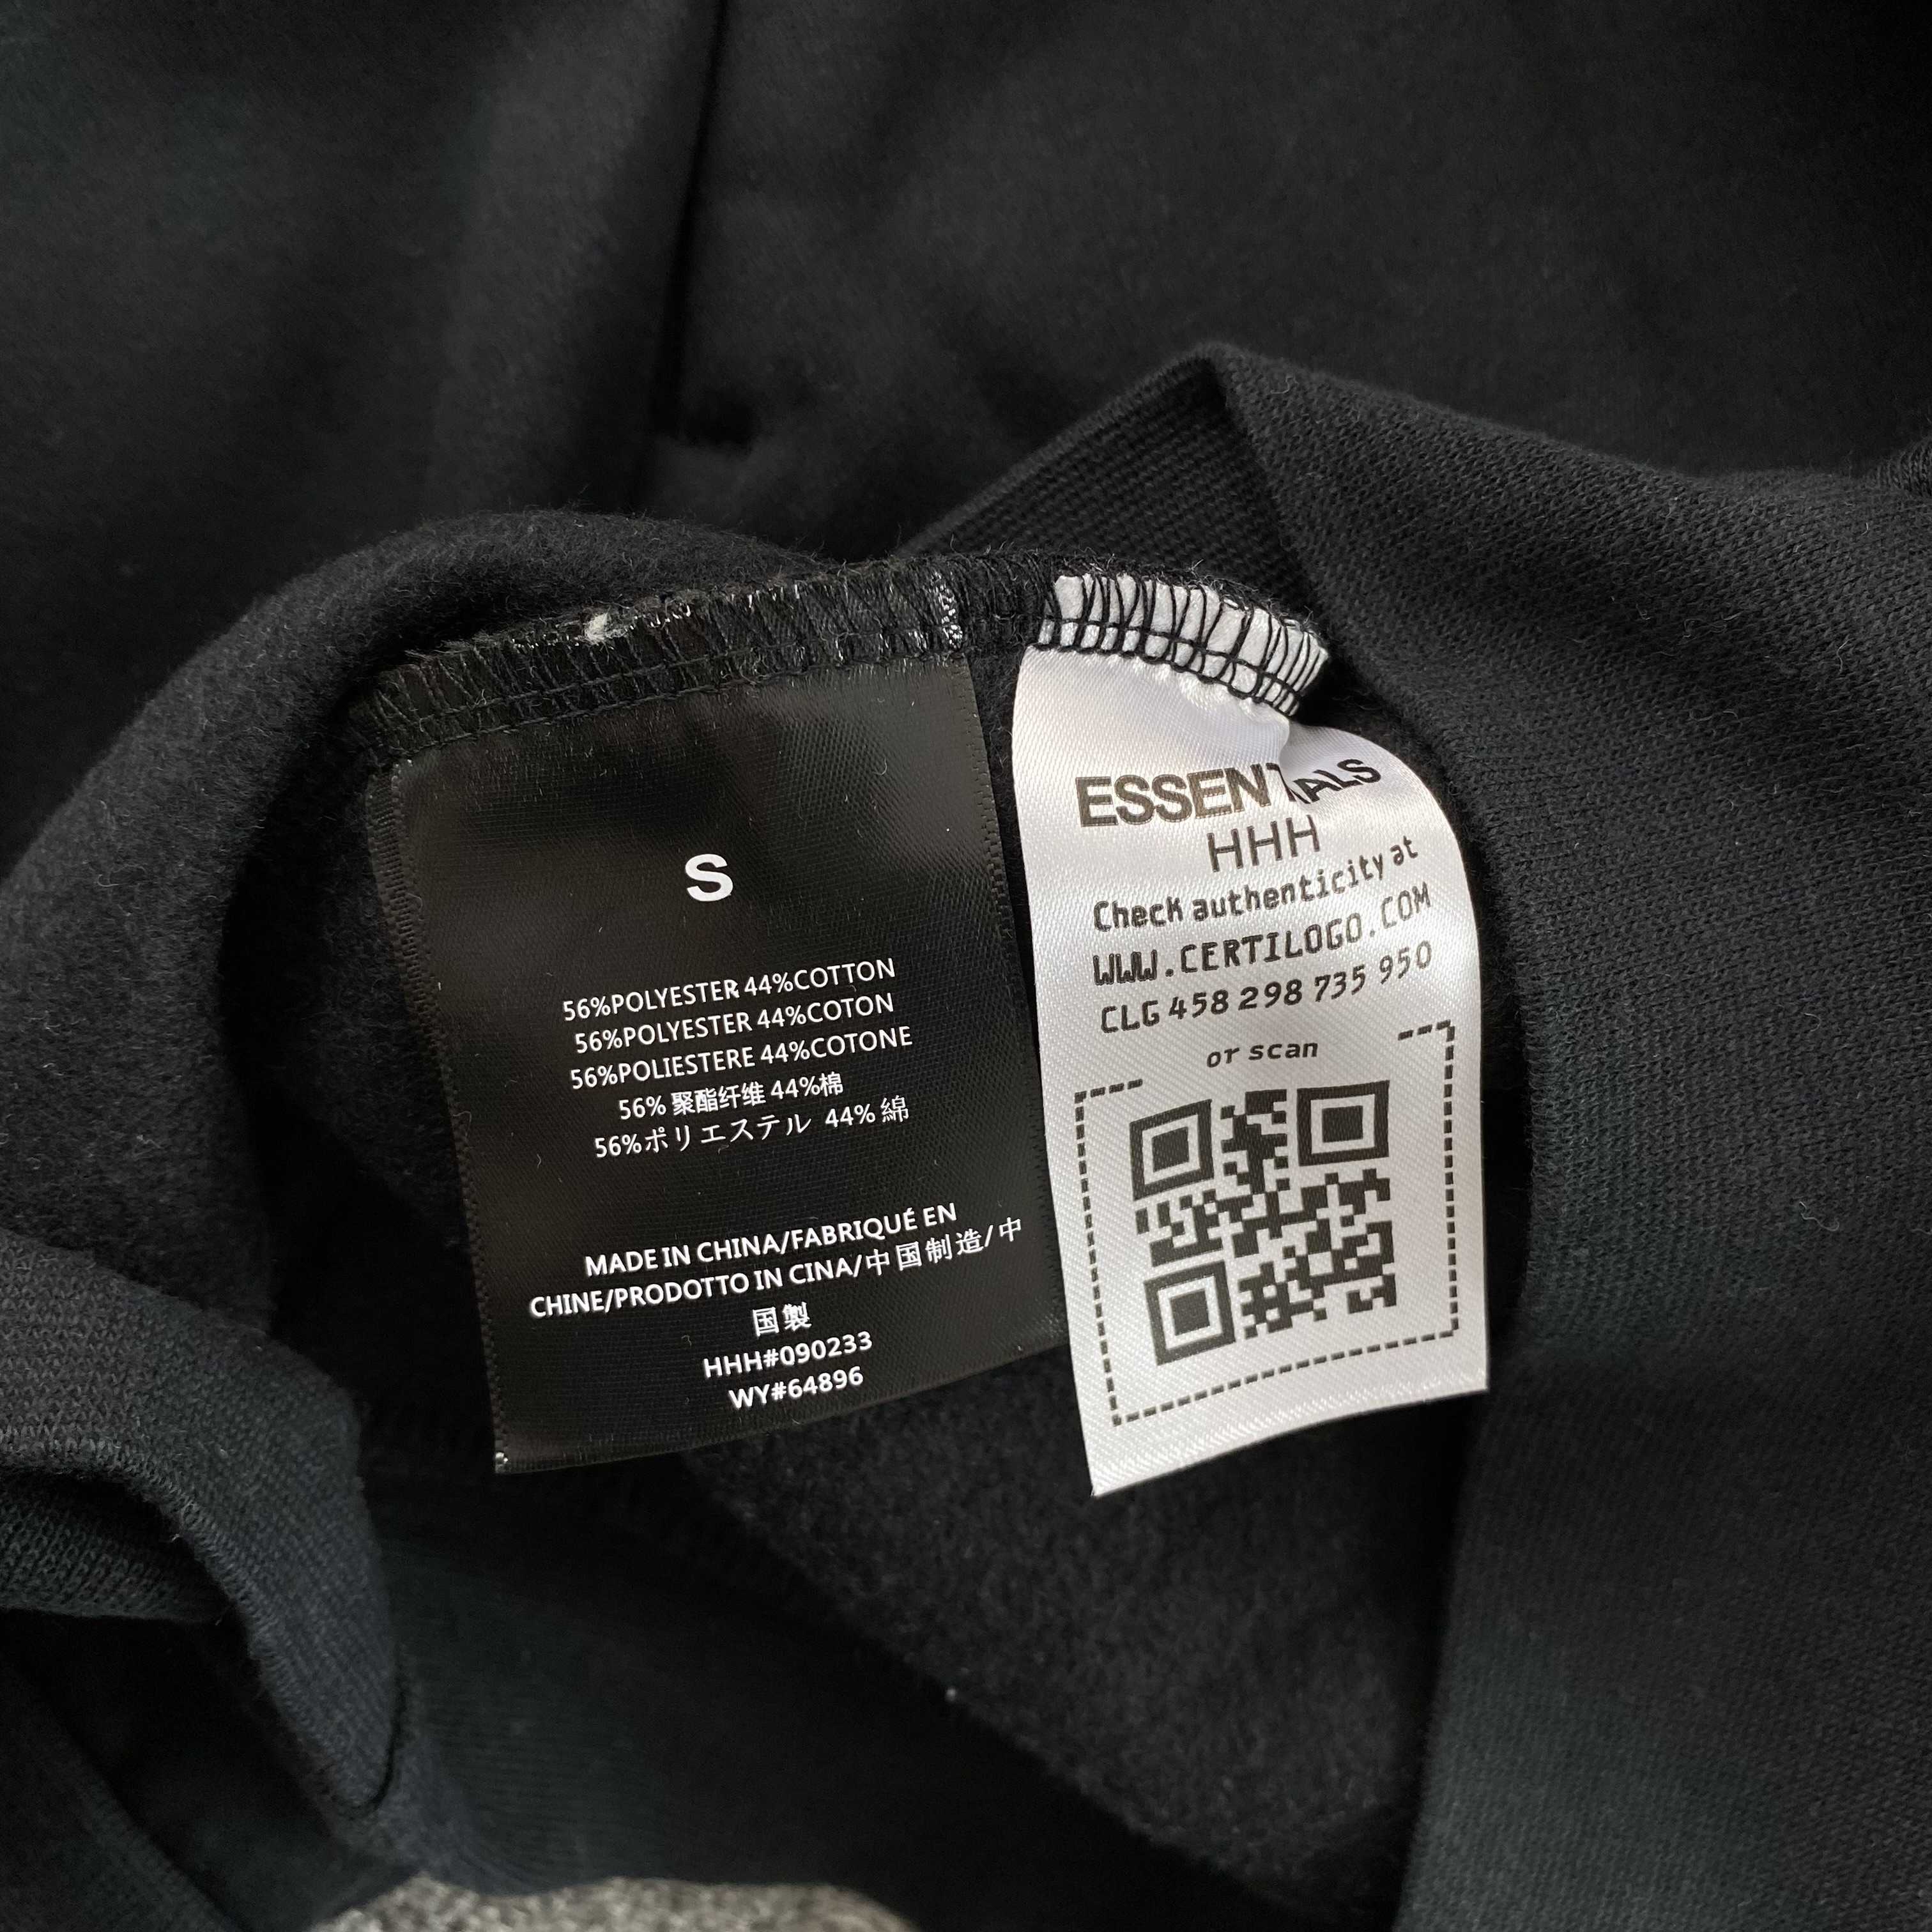 S
56%POLYESTER 44%COTTON
56%POLYESTER 44%COTON
56%POLIESTERE 44%COTONE
56% 聚酯纤维 44%棉
56%ポリエステル 44% 綿
MADE IN CHINA/FABRIQUÉ EN
CHINE/PRODOTTO IN CINA/中国制造/中
国製
HHH#090233
WY#64896
ESSENTIALS
HHH
Check authenticity at
WWW.CERTILOGO.COM
CLG 458 298 735 950
or scan